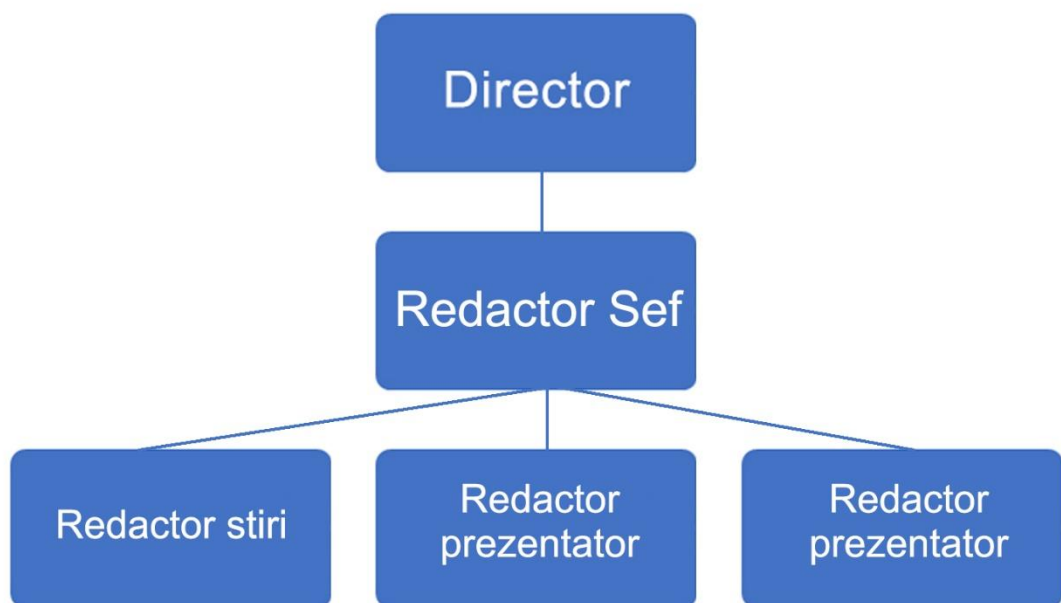 Director
Redactor Sef
Redactor stiri
Redactor
prezentator
Redactor
prezentator